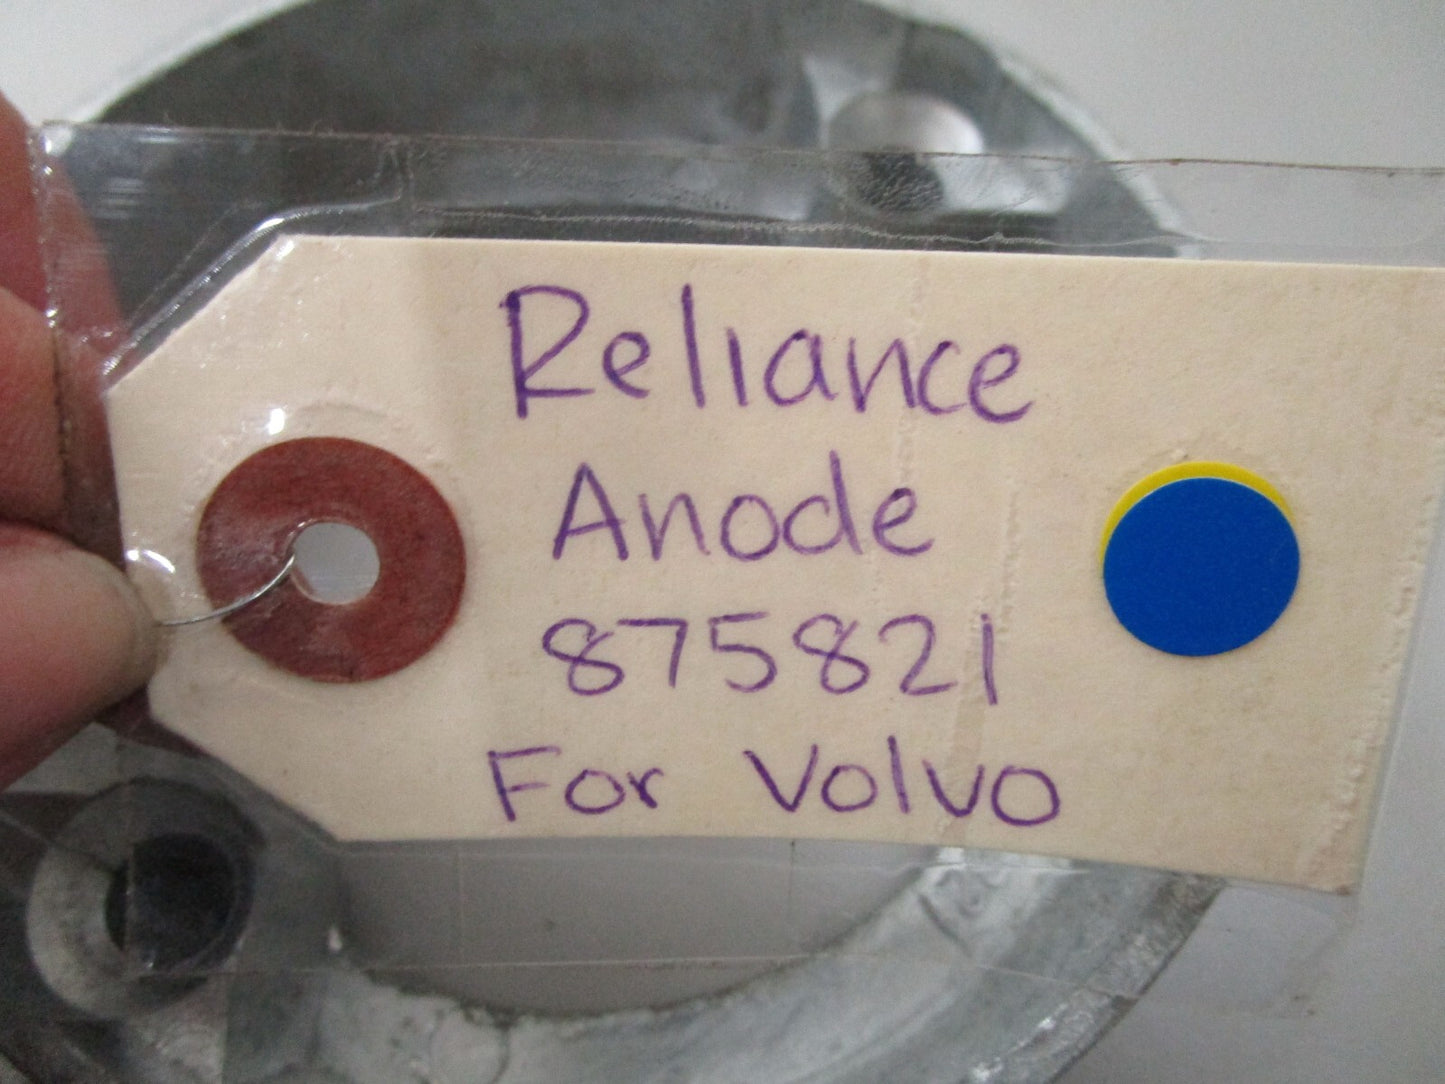 Reliance
Anode
875821
For Volvo